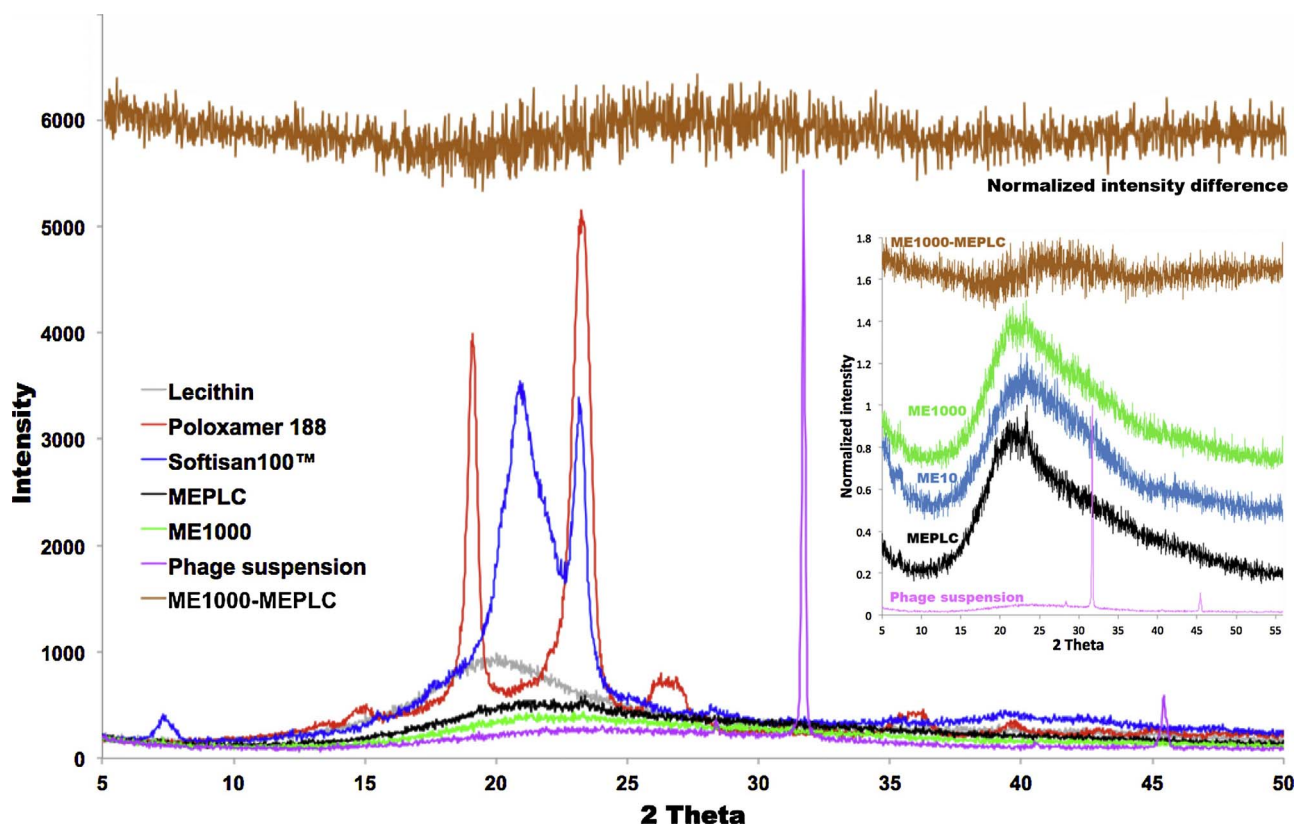 6000
5000
4000
3000
2000
1000
0
Intensity
5
10
15
20
25
30
35
40
45
50
2 Theta
Lecithin
Poloxamer 188
Softisan100™
MEPLC
ME1000
Phage suspension
ME1000-MEPLC
Normalized intensity difference
1.8
1.6
1.4
1.2
1
0.8
0.6
0.4
0.2
0
Normalized intensity
ME1000-MEPLC
ME1000
ME10
MEPLC
Phage suspension
5
10
15
20
25
30
35
40
45
50
55
2 Theta